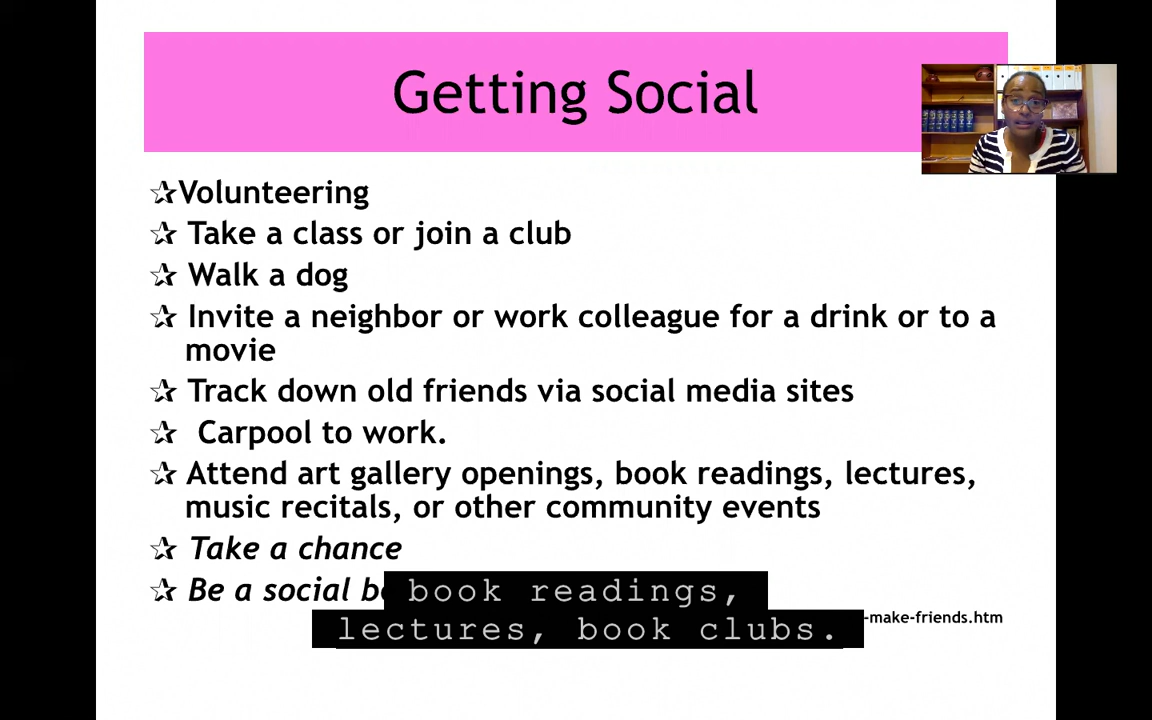 Getting Social
☆Volunteering
☆ Take a class or join a club
☆ Walk a dog
☆ Invite a neighbor or work colleague for a drink or to a
movie
☆ Track down old friends via social media sites
☆ Carpool to work.
☆ Attend art gallery openings, book readings, lectures,
music recitals, or other community events
☆ Take a chance
☆ Be a social
book readings,
lectures, book clubs.
-make-friends.htm